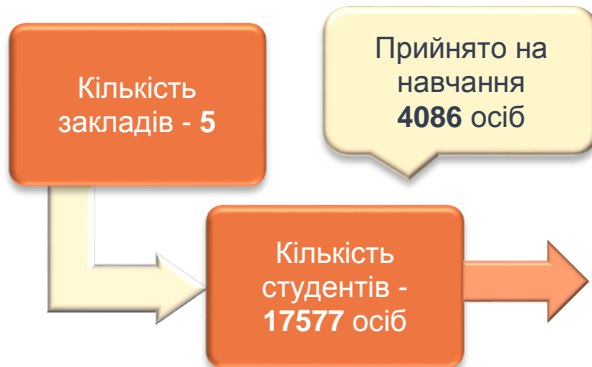 Кількість
закладів - 5
Прийнято на
навчання
4086 осіб
Кількість
студентів -
17577 осіб